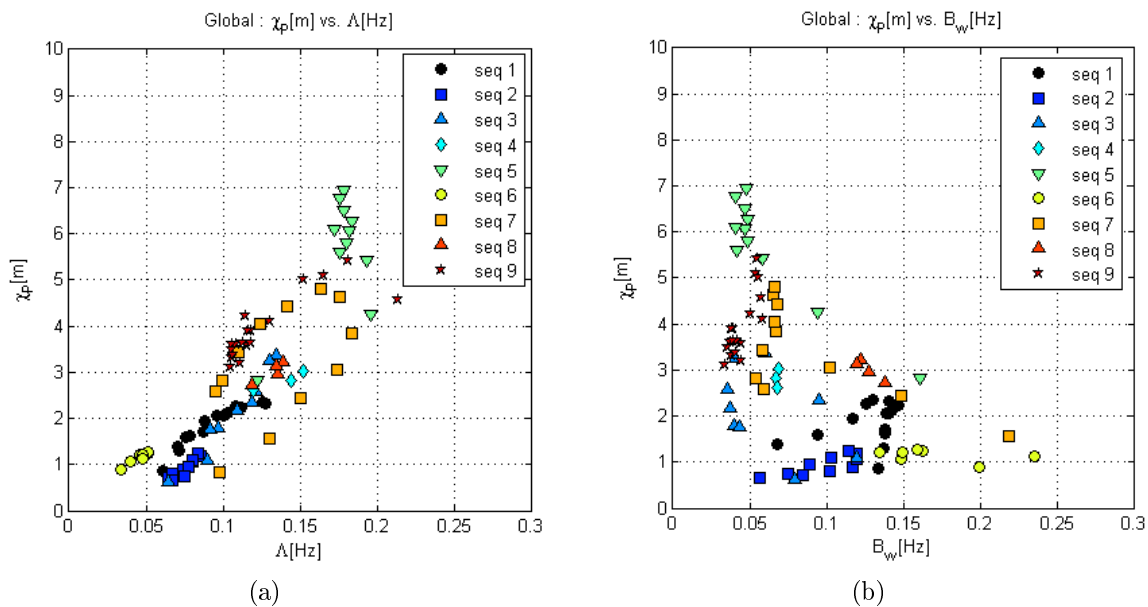 Global : χP[m] vs. Λ[Hz]
10
9
8
7
6
5
4
3
2
1
0
χP[m]
0
0.05
0.1
0.15
0.2
0.25
0.3
Λ[Hz]
seq 1
seq 2
seq 3
seq 4
seq 5
seq 6
seq 7
seq 8
seq 9
(a)
Global : χP[m] vs. Bw[Hz]
10
9
8
7
6
5
4
3
2
1
0
χP[m]
0
0.05
0.1
0.15
0.2
0.25
0.3
Bw[Hz]
seq 1
seq 2
seq 3
seq 4
seq 5
seq 6
seq 7
seq 8
seq 9
(b)